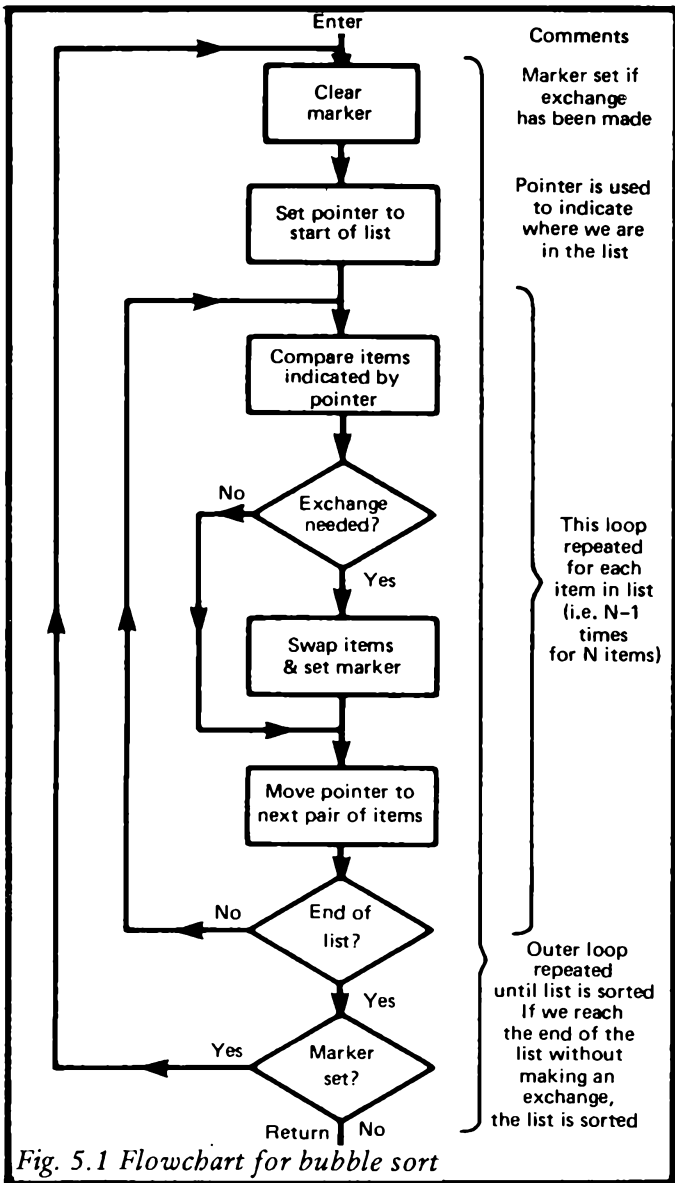 Enter
Comments
Clear
marker
Marker set if
exchange
has been made
Set pointer to
start of list
Pointer is used
to indicate
where we are
in the list
Compare items
indicated by
pointer
Exchange
needed?
No
Yes
Swap items
& set marker
This loop
repeated
for each
item in list
(i.e. N–1
times
for N items)
Move pointer to
next pair of items
End of
list?
No
Yes
Marker
set?
Yes
Return
No
Outer loop
repeated
until list is sorted
If we reach
the end of the
list without
making an
exchange,
the list is sorted
Fig. 5.1 Flowchart for bubble sort